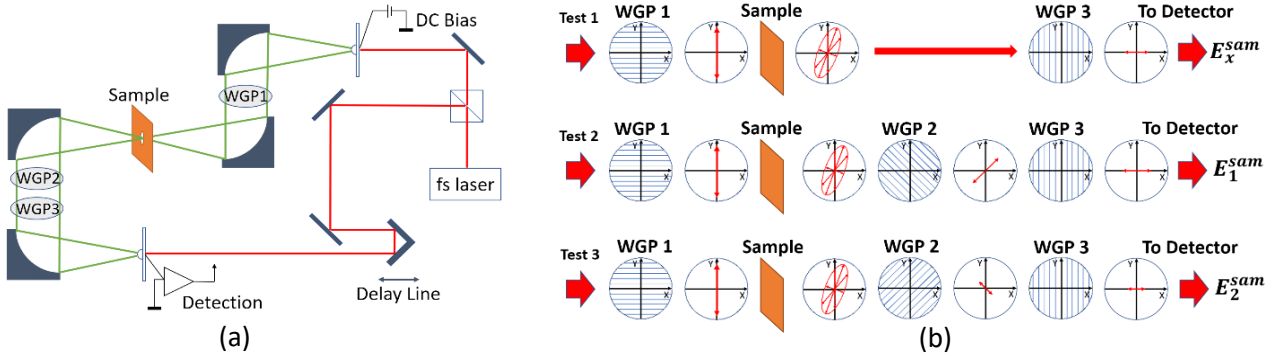 DC Bias
WGP1
Sample
WGP2
WGP3
fs laser
Detection
Delay Line
(a)
Test 1
WGP 1
Sample
WGP 3
To Detector
Y
X
Y
X
Y
X
Y
X
Y
X
E_x^{sam}
Test 2
WGP 1
Sample
WGP 2
WGP 3
To Detector
Y
X
Y
X
Y
X
Y
X
Y
X
Y
X
Y
X
E_1^{sam}
Test 3
WGP 1
Sample
WGP 2
WGP 3
To Detector
Y
X
Y
X
Y
X
Y
X
Y
X
Y
X
Y
X
E_2^{sam}
(b)